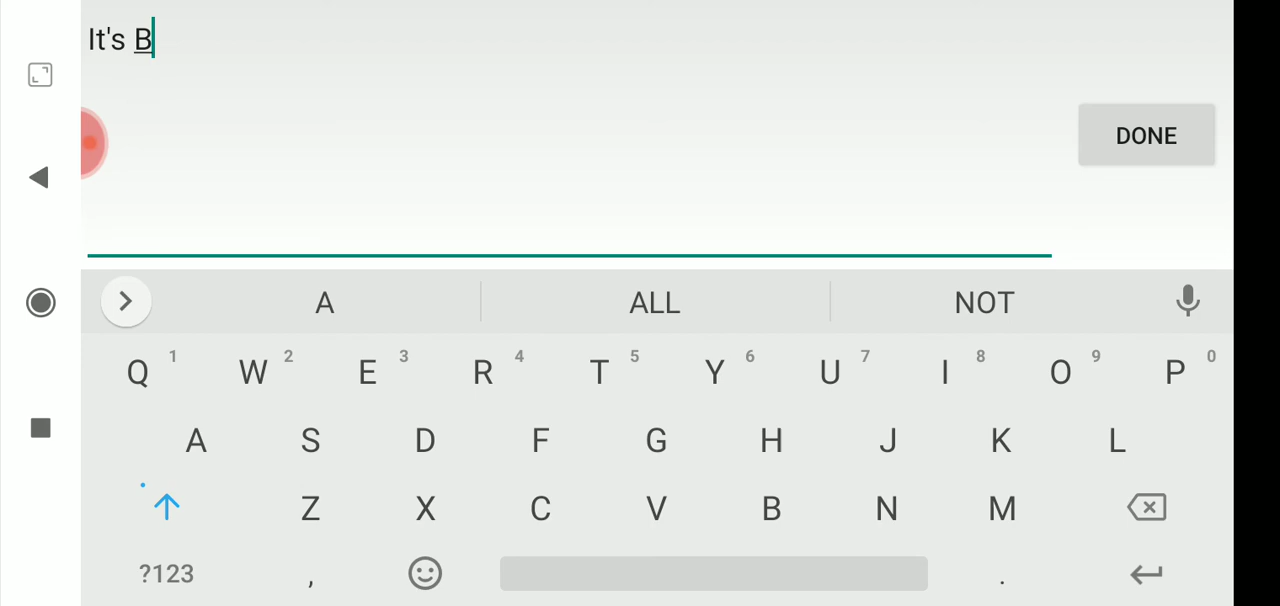 It's B
DONE
A ALL NOT
Q 1 W 2 E 3 R 4 T 5 Y 6 U 7 I 8 O 9 P 0
A S D F G H J K L
Z X C V B N M
?123 , .